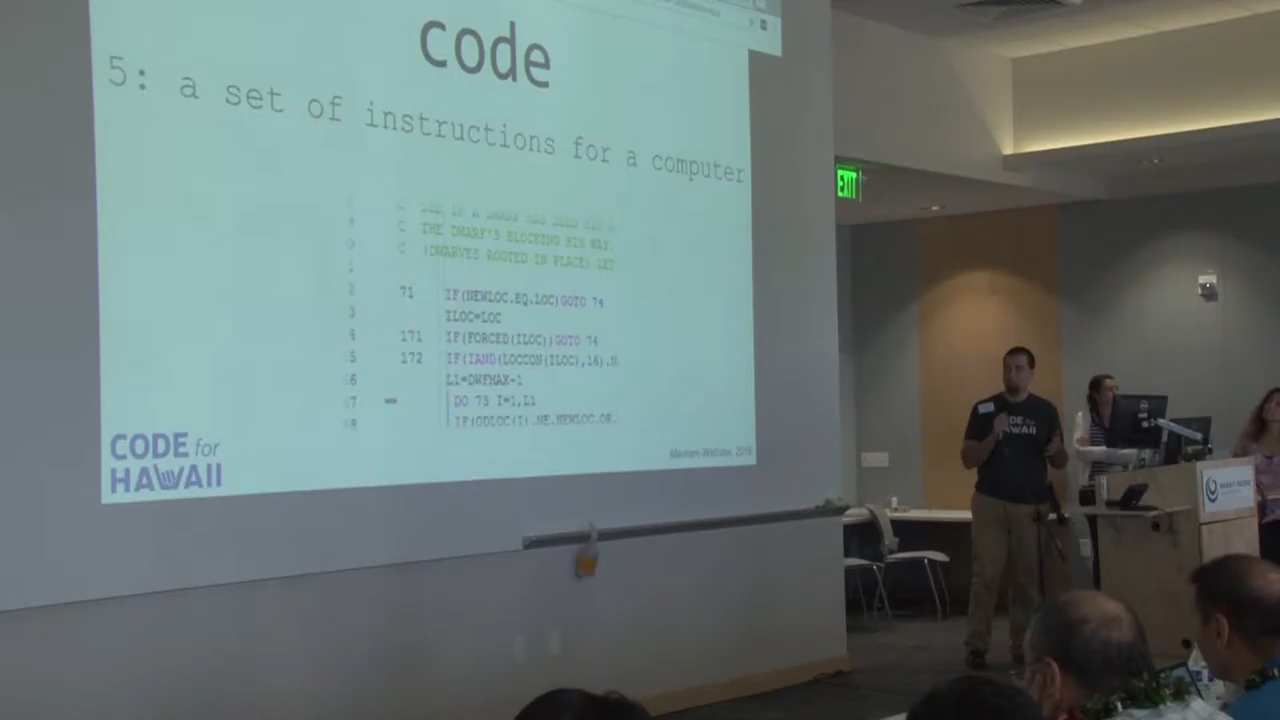 code
5: a set of instructions for a computer
C THE DWARF'S BLOCKING HIS WAY.
C (DWARVES ROOTED IN PLACE) LET
2 71 IF(NEWLOC.EQ.LOC)GOTO 74
3 ILOC=LOC
4 171 IF(FORCED(ILOC))GOTO 74
5 172 IF(IAND(LOCCON(ILOC),16).N
6 L1=DWFMAX-1
7 DO 75 I=1,L1
IF(ODLOC(I).NE.NEWLOC.OR.
CODE for
HAWAII
Merriam-Webster, 2016
EXIT
CODE for
HAWAII